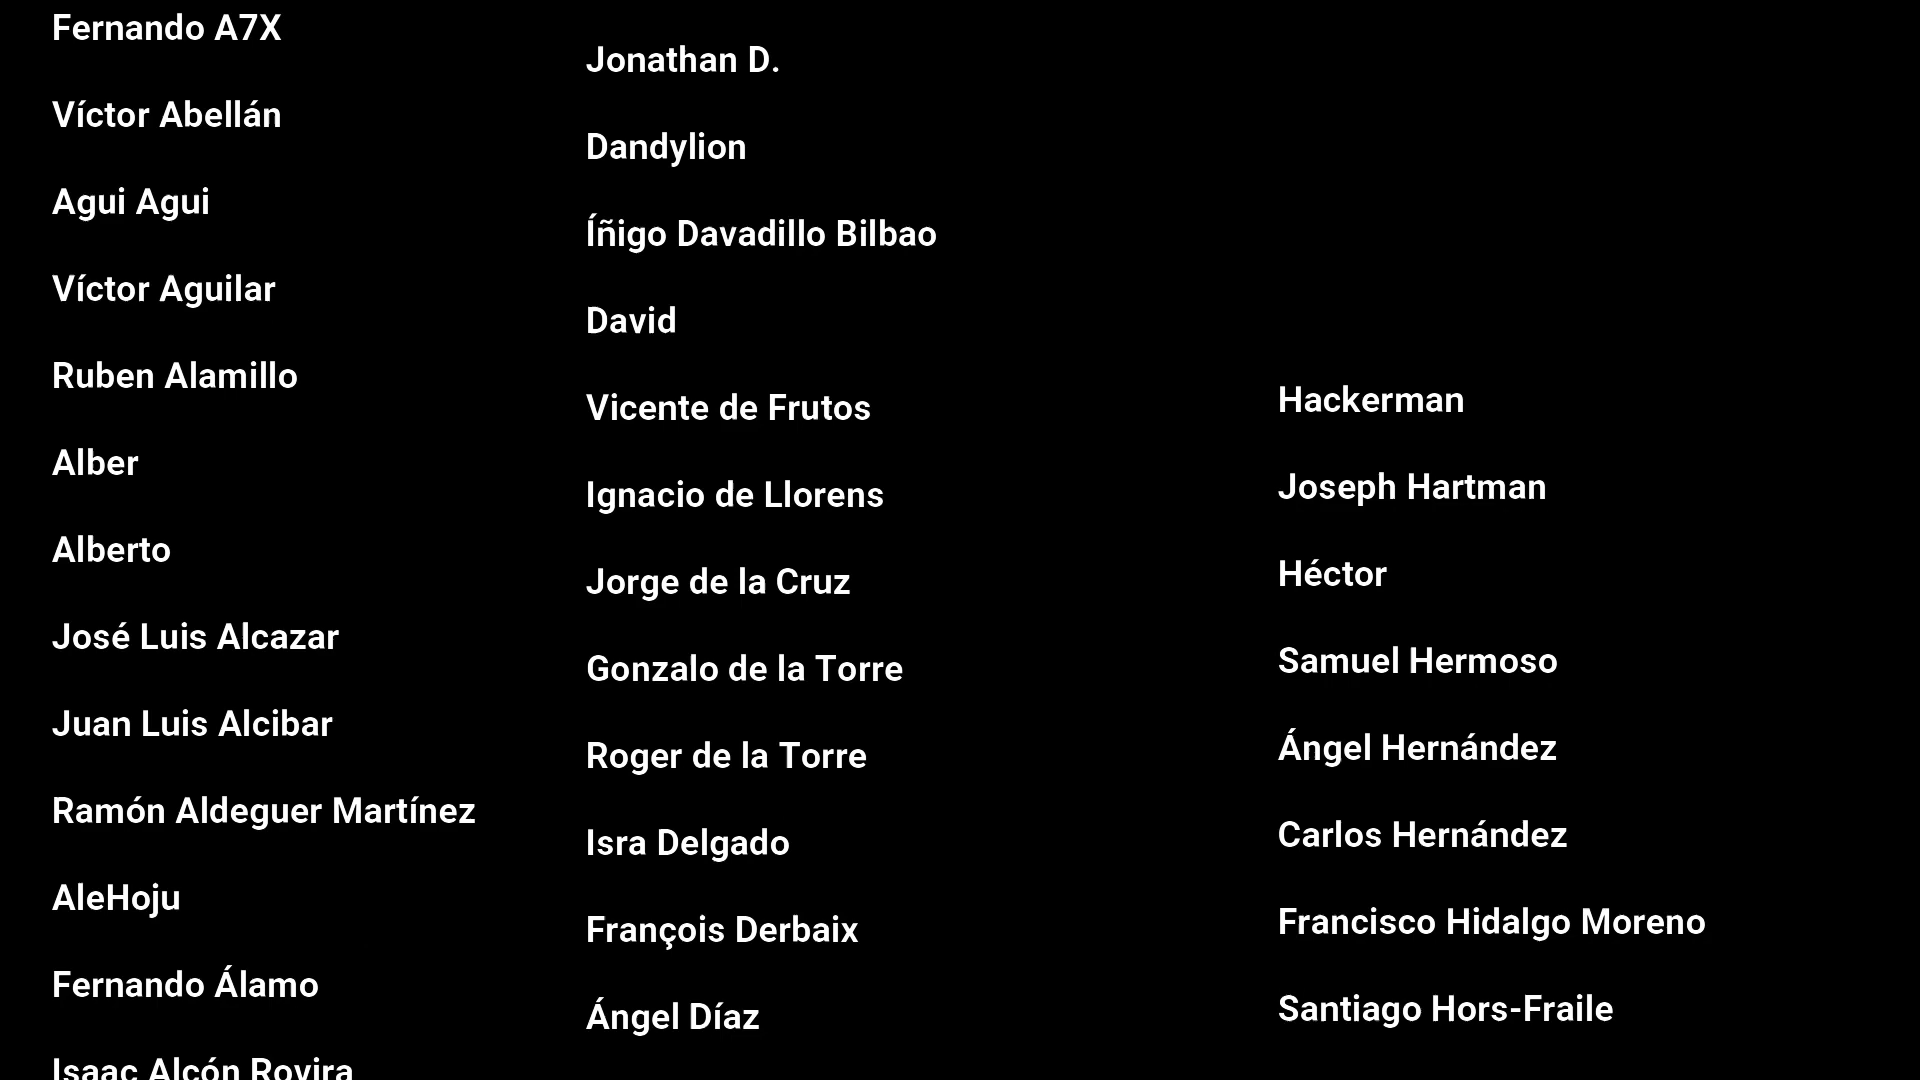 Fernando A7X
Víctor Abellán
Agui Agui
Víctor Aguilar
Ruben Alamillo
Alber
Alberto
José Luis Alcazar
Juan Luis Alcibar
Ramón Aldeguer Martínez
AleHoju
Fernando Álamo
Isaac Alcón Rovira
Jonathan D.
Dandylion
Íñigo Davadillo Bilbao
David
Vicente de Frutos
Ignacio de Llorens
Jorge de la Cruz
Gonzalo de la Torre
Roger de la Torre
Isra Delgado
François Derbaix
Ángel Díaz
Hackerman
Joseph Hartman
Héctor
Samuel Hermoso
Ángel Hernández
Carlos Hernández
Francisco Hidalgo Moreno
Santiago Hors-Fraile